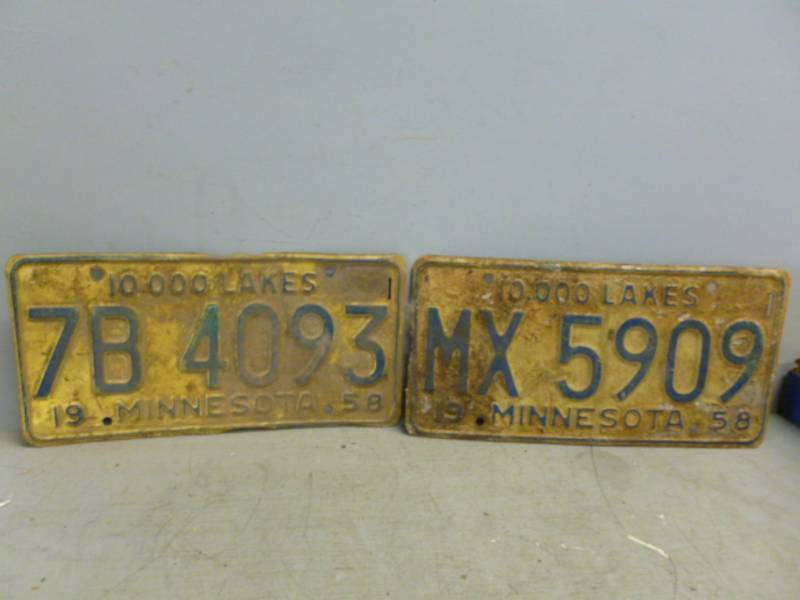 10,000 LAKES
7B 4093
19 MINNESOTA 58
10,000 LAKES
MX 5909
19 MINNESOTA 58